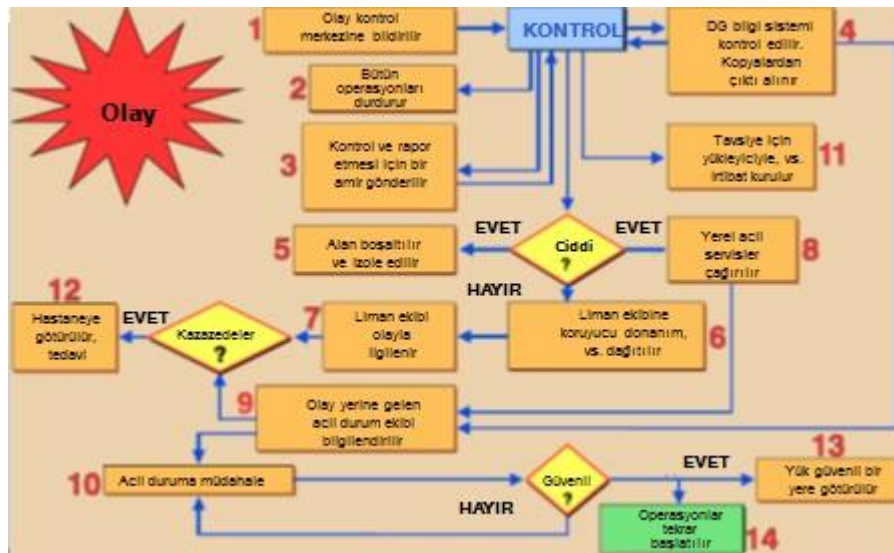 Olay
1
Olay kontrol
merkezine bildirilir
KONTROL
DG bilgi sistemi
kontrol edilir.
Kopyalardan
çıktı alınır
4
2
Bütün
operasyonları
durdurur
3
Kontrol ve rapor
etmesi için bir
amir gönderilir
Tavsiye için
yükleyiciyle, vs.
irtibat kurulur
11
5
Alan boşaltılır
ve izole edilir
EVET
Ciddi
?
EVET
Yerel acil
servisler
çağırılır
8
HAYIR
12
Hastaneye
götürülür,
tedavi
EVET
Kazazedeler
?
7
Liman ekibi
olayla
ilgilenir
Liman ekibine
koruyucu donanım,
vs. dağıtılır
6
9
Olay yerine gelen
acil durum ekibi
bilgilendirilir
10
Acil duruma müdahale
HAYIR
Güvenli
?
EVET
13
Yük güvenli bir
yere götürülür
Operasyonlar
tekrar
başlatılır
14